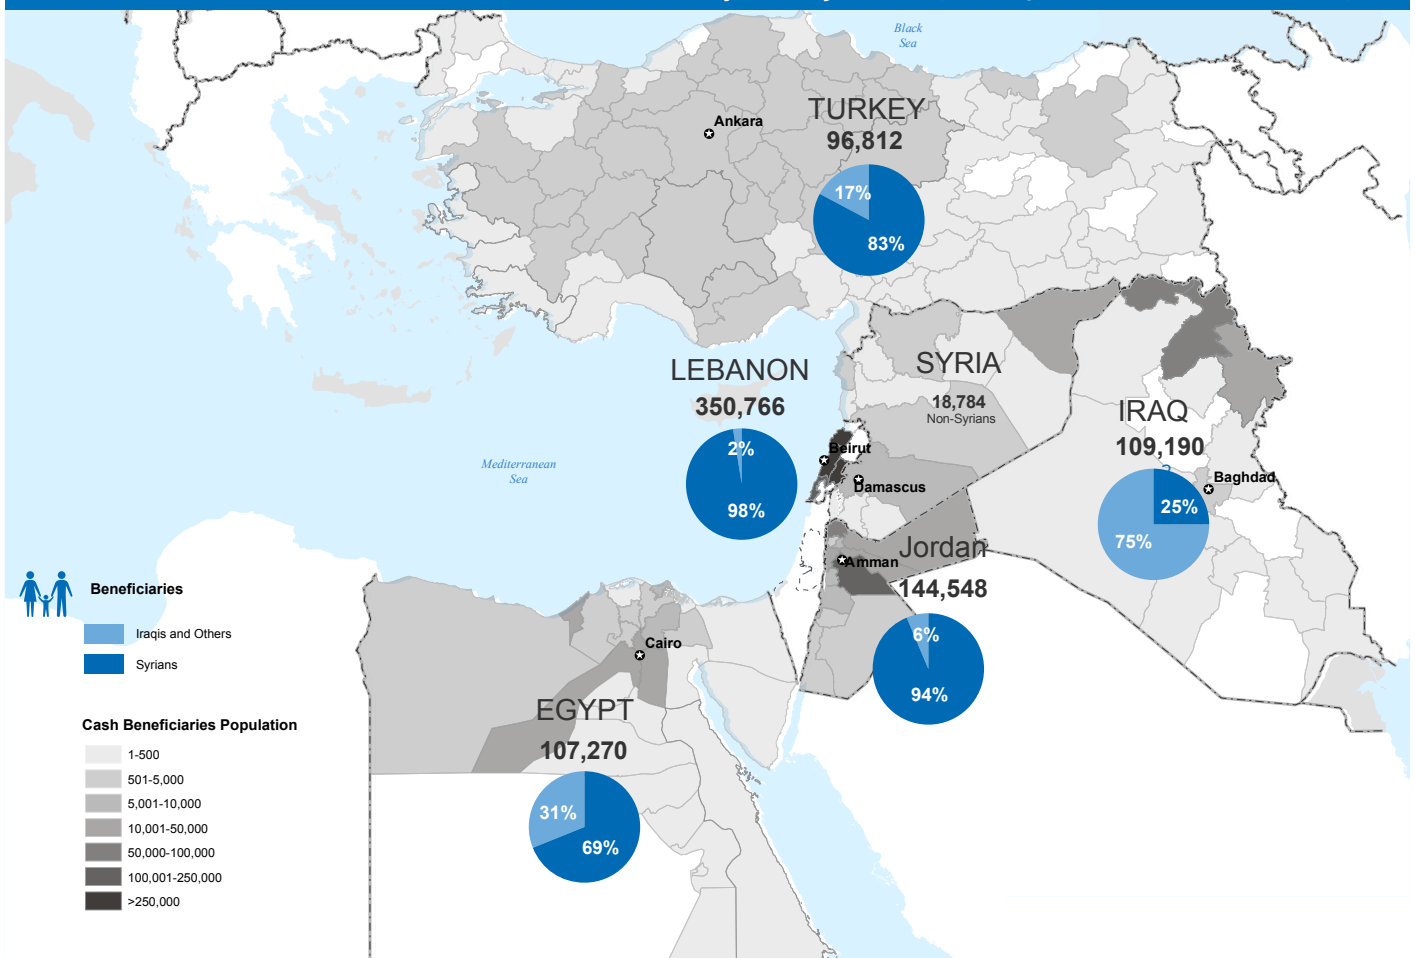 Black
Sea
TURKEY
96,812
Ankara
17%
83%
LEBANON
350,766
2%
98%
SYRIA
18,784
Non-Syrians
IRAQ
109,190
25%
75%
Baghdad
Beirut
Damascus
Mediterranean
Sea
Jordan
144,548
Amman
6%
94%
Cairo
EGYPT
107,270
31%
69%
Beneficiaries
Iraqis and Others
Syrians
Cash Beneficiaries Population
1-500
501-5,000
5,001-10,000
10,001-50,000
50,000-100,000
100,001-250,000
>250,000